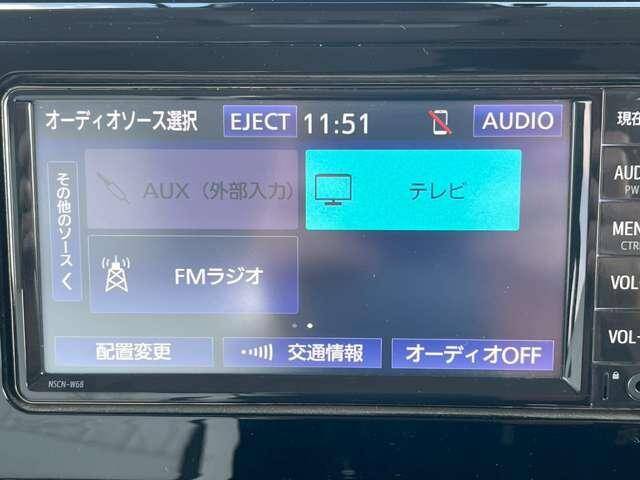 オーディオソース選択 EJECT 11:51 AUDIO
その他のソース
AUX（外部入力）
テレビ
FMラジオ
配置変更 交通情報 オーディオOFF
NSCN-W68
現在
AUD
PW
MEN
CTR
VOL
VOL-